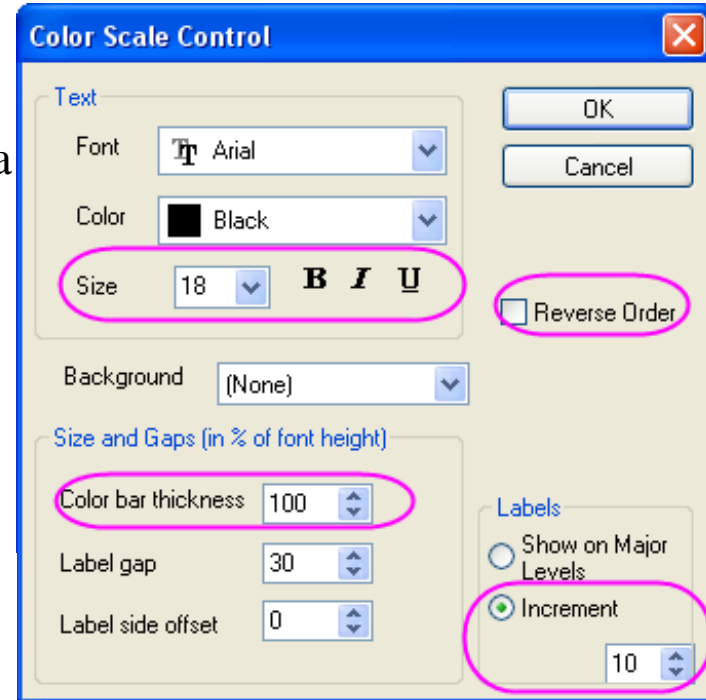 Color Scale Control
Text
OK
a
Font Arial
Cancel
Color Black
Size 18 B I U
Reverse Order
Background (None)
Size and Gaps (in % of font height)
Color bar thickness 100
Labels
Show on Major
Levels
Label gap 30
Increment
Label side offset 0
10